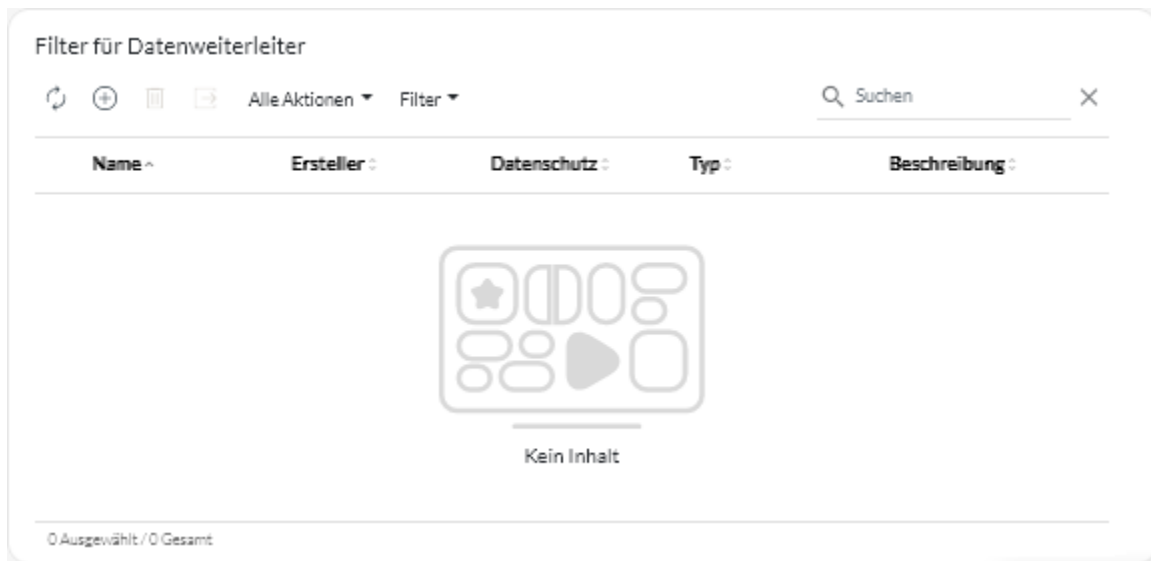 Filter für Datenweiterleiter
Alle Aktionen Filter Suchen
Name Ersteller Datenschutz Typ Beschreibung
Kein Inhalt
0 Ausgewählt / 0 Gesamt